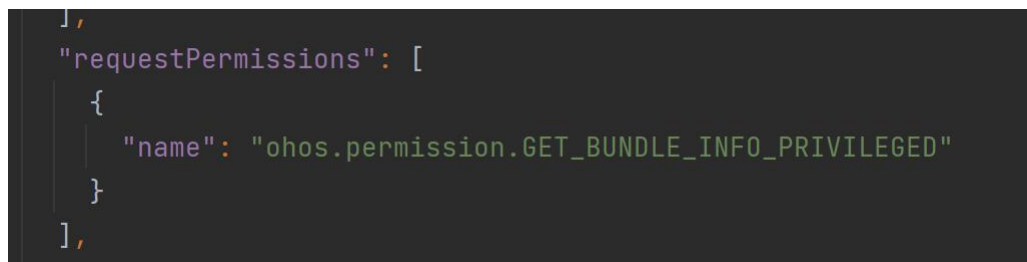 ],
"requestPermissions": [
{
"name": "ohos.permission.GET_BUNDLE_INFO_PRIVILEGED"
}
],